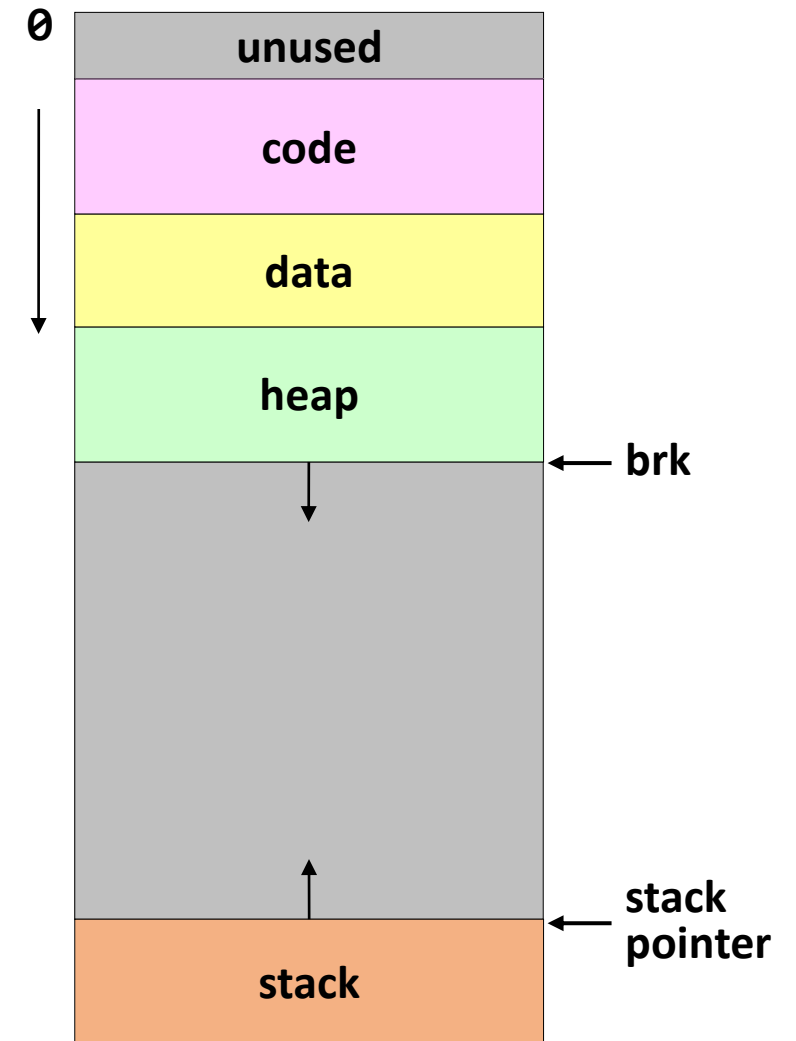 0
unused
code
data
heap
brk
stack
pointer
stack